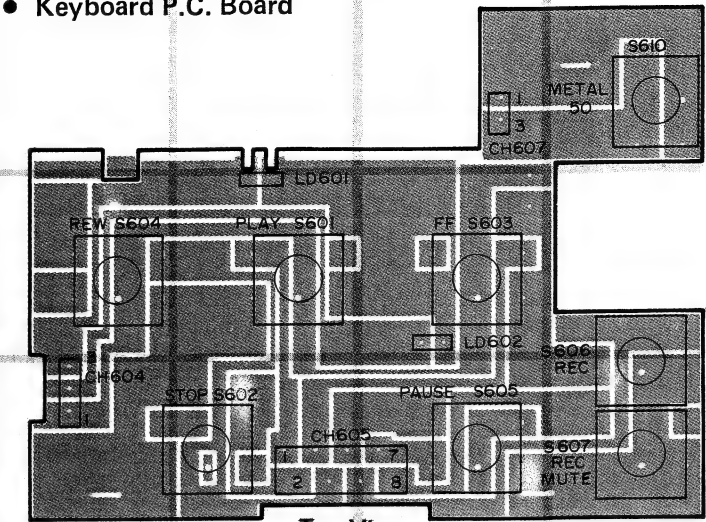 ● Keyboard P.C. Board
S610
METAL
50
1
3
CH607
LD601
REW S604
PLAY S601
FF S603
LD602
S606
REC
3
CH604
1
STOP S602
PAUSE S605
CH605
1 7
2 8
S607
REC
MUTE